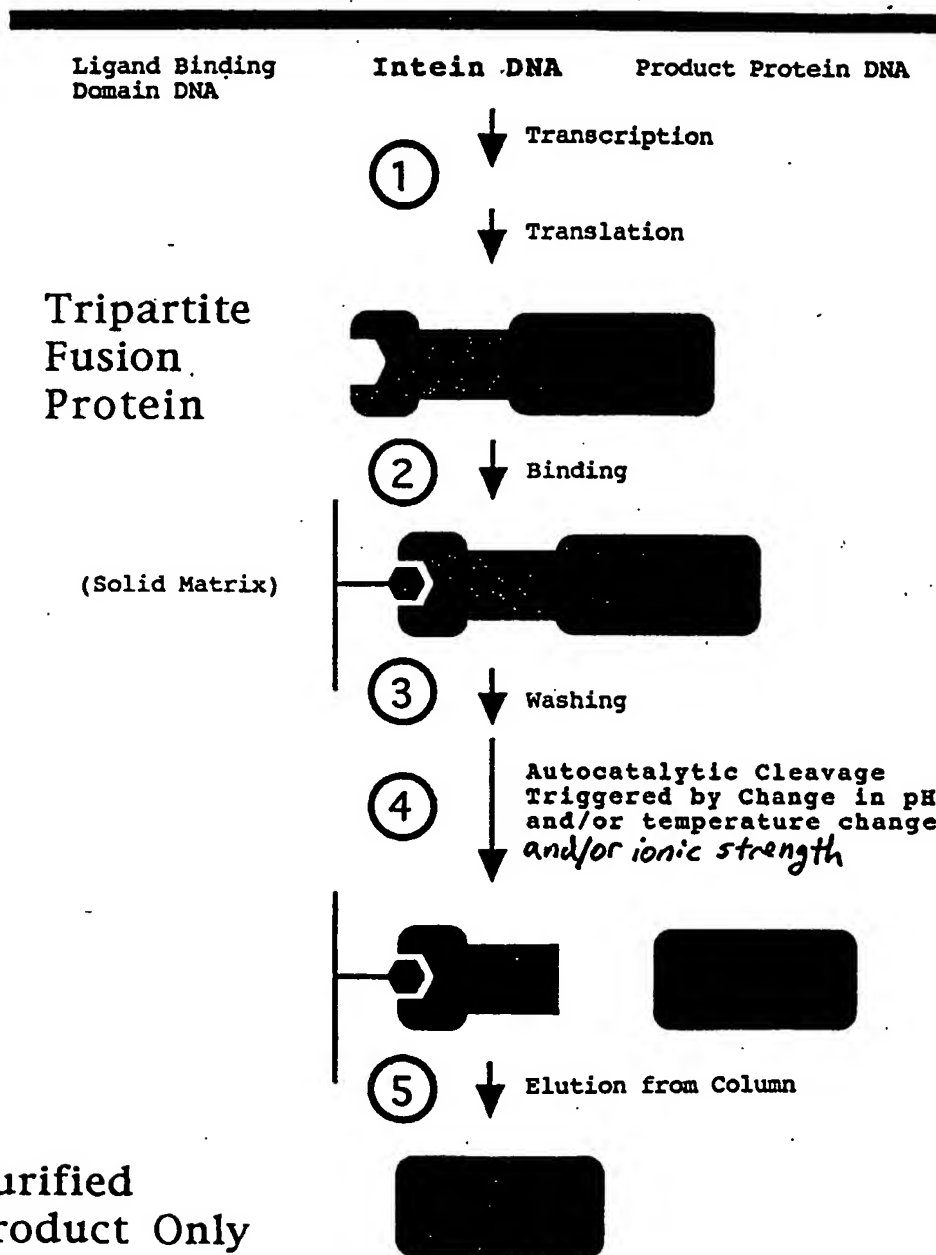 Ligand Binding
Domain DNA
Intein DNA
Product Protein DNA
Transcription
1
Translation
Tripartite
Fusion
Protein
2
Binding
(Solid Matrix)
3
Washing
4
Autocatalytic Cleavage
Triggered by Change in pH
and/or temperature change
and/or ionic strength
5
Elution from Column
urified
roduct Only